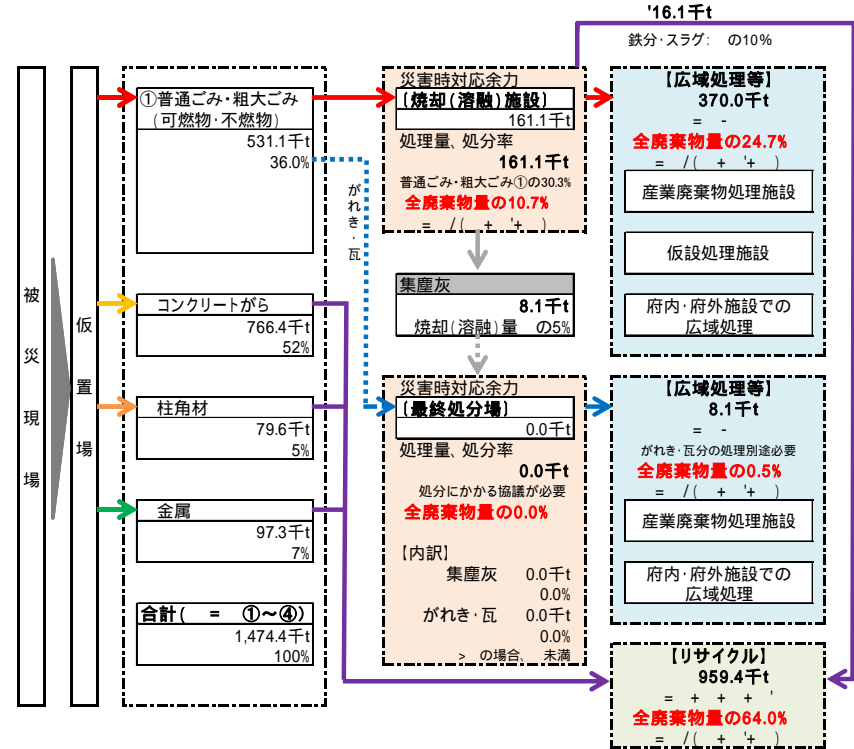 '16.1千t
鉄分・スラグ: の10%
被災現場
仮置場
①普通ごみ・粗大ごみ
(可燃物・不燃物)
531.1千t
36.0%
がれき・瓦
コンクリートがら
766.4千t
52%
柱角材
79.6千t
5%
金属
97.3千t
7%
合計( = ①～④)
1,474.4千t
100%
災害時対応余力
〔焼却(溶融)施設〕
161.1千t
処理量、処分率
161.1千t
普通ごみ・粗大ごみ①の30.3%
全廃棄物量の10.7%
= /( + '+ )
集塵灰
8.1千t
焼却(溶融)量 の5%
災害時対応余力
〔最終処分場〕
0.0千t
処理量、処分率
0.0千t
処分にかかる協議が必要
全廃棄物量の0.0%
【内訳】
集塵灰 0.0千t
0.0%
がれき・瓦 0.0千t
0.0%
> の場合、 未満
【広域処理等】
370.0千t
= -
全廃棄物量の24.7%
= /( + '+ )
産業廃棄物処理施設
仮設処理施設
府内・府外施設での
広域処理
【広域処理等】
8.1千t
= -
がれき・瓦分の処理別途必要
全廃棄物量の0.5%
= /( + '+ )
産業廃棄物処理施設
府内・府外施設での
広域処理
【リサイクル】
959.4千t
= + + + '
全廃棄物量の64.0%
= /( + '+ )